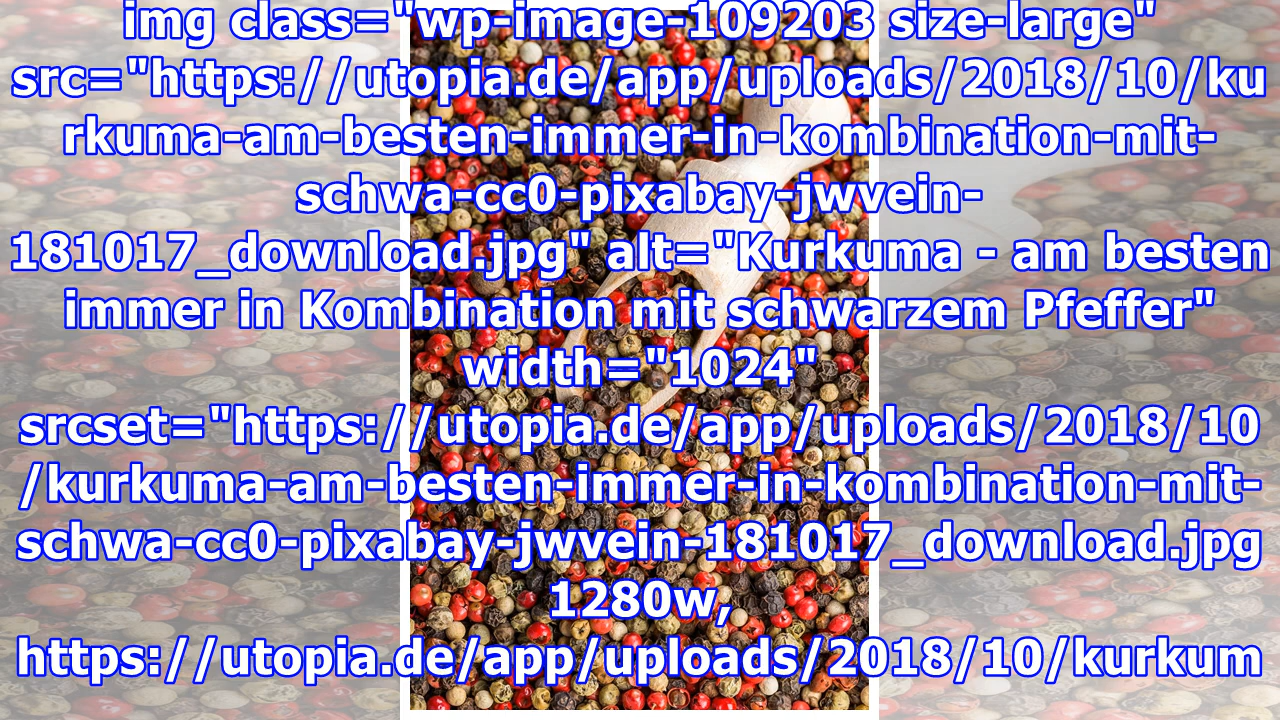 img class="wp-image-109203 size-large"
src="https://utopia.de/app/uploads/2018/10/ku
rkuma-am-besten-immer-in-kombination-mit-
schwa-cc0-pixabay-jwvein-
181017_download.jpg" alt="Kurkuma - am besten
immer in Kombination mit schwarzem Pfeffer"
width="1024"
srcset="https://utopia.de/app/uploads/2018/10
/kurkuma-am-besten-immer-in-kombination-mit-
schwa-cc0-pixabay-jwvein-181017_download.jpg
1280w,
https://utopia.de/app/uploads/2018/10/kurkum